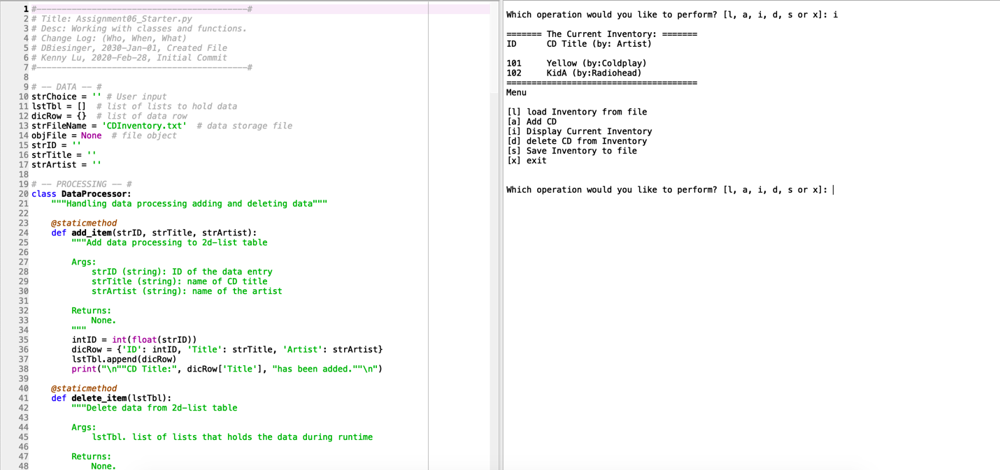 1 #------------------------------------------#
2 # Title: Assignment06_Starter.py
3 # Desc: Working with classes and functions.
4 # Change Log: (Who, When, What)
5 # DBiesinger, 2030-Jan-01, Created File
6 # Kenny Lu, 2020-Feb-28, Initial Commit
7 #------------------------------------------#
8
9 # -- DATA -- #
10 strChoice = '' # User input
11 lstTbl = []  # list of lists to hold data
12 dicRow = {}  # list of data row
13 strFileName = 'CDInventory.txt'  # data storage file
14 objFile = None  # file object
15 strID = ''
16 strTitle = ''
17 strArtist = ''
18
19 # -- PROCESSING -- #
20 class DataProcessor:
21     """Handling data processing adding and deleting data"""
22
23     @staticmethod
24     def add_item(strID, strTitle, strArtist):
25         """Add data processing to 2d-list table
26
27         Args:
28             strID (string): ID of the data entry
29             strTitle (string): name of CD title
30             strArtist (string): name of the artist
31
32         Returns:
33             None.
34         """
35         intID = int(float(strID))
36         dicRow = {'ID': intID, 'Title': strTitle, 'Artist': strArtist}
37         lstTbl.append(dicRow)
38         print("\n""CD Title:", dicRow['Title'], "has been added.""\n")
39
40     @staticmethod
41     def delete_item(lstTbl):
42         """Delete data from 2d-list table
43
44         Args:
45             lstTbl. list of lists that holds the data during runtime
46
47         Returns:
48             None.
Which operation would you like to perform? [l, a, i, d, s or x]: i
======= The Current Inventory: =======
ID      CD Title (by: Artist)
101     Yellow (by:Coldplay)
102     KidA (by:Radiohead)
======================================
Menu
[l] load Inventory from file
[a] Add CD
[i] Display Current Inventory
[d] delete CD from Inventory
[s] Save Inventory to file
[x] exit
Which operation would you like to perform? [l, a, i, d, s or x]: